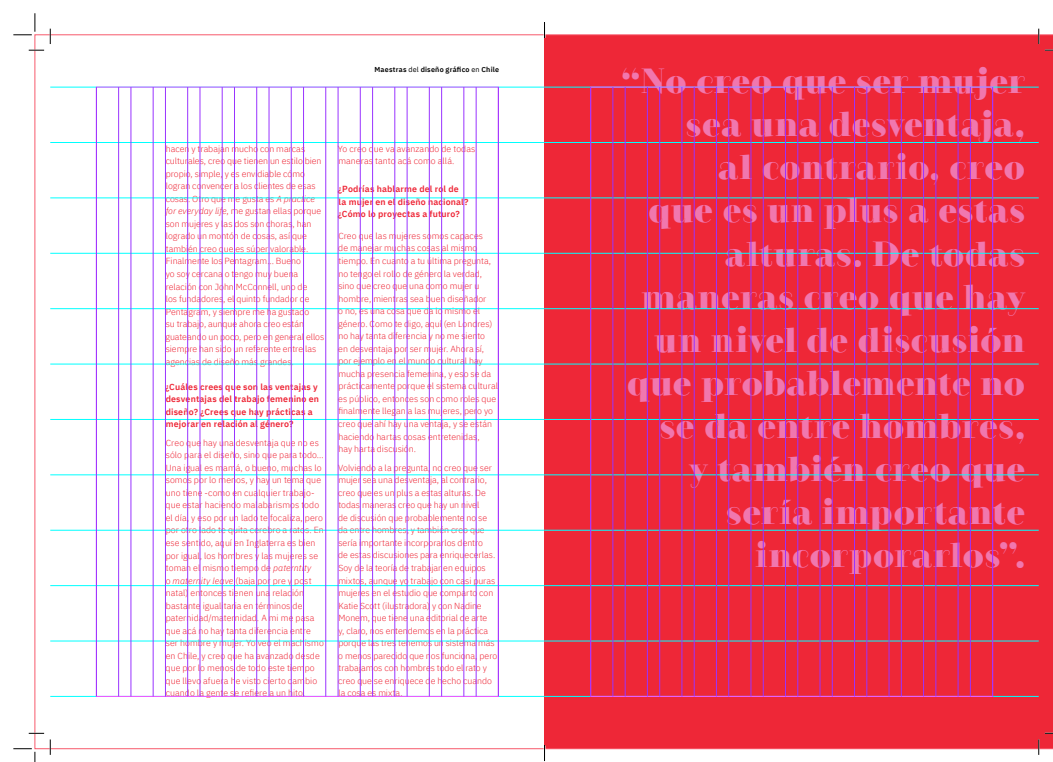 Maestras del diseño gráfico en Chile
hacen y trabajan mucho con marcas
culturales, creo que tienen un estilo bien
propio, simple, y es envidiable cómo
logran convencer a los clientes de esas
cosas. Otro que me gusta es A practice
for everyday life, me gustan ellas porque
son mujeres y las dos son choras, han
logrado un montón de cosas, así que
también creo que es súper valorable.
Finalmente los Pentagram... Bueno
yo soy cercana o tengo muy buena
relación con John McConnell, uno de
los fundadores, el quinto fundador de
Pentagram, y siempre me ha gustado
su trabajo, aunque ahora creo están
guateando un poco, pero en general ellos
siempre han sido un referente entre las
agencias de diseño más grandes.
¿Cuáles crees que son las ventajas y
desventajas del trabajo femenino en
diseño? ¿Crees que hay prácticas a
mejorar en relación al género?
Creo que hay una desventaja que no es
sólo para el diseño, sino que para todo...
Una igual es mamá, o bueno, muchas lo
somos por lo menos, y hay un tema que
uno tiene -como en cualquier trabajo-
que estar haciendo malabarismos todo
el día, y eso por un lado te focaliza, pero
por otro lado te quita cerebro a ratos. En
ese sentido, aquí en Inglaterra es bien
por igual, los hombres y las mujeres se
toman el mismo tiempo de paternity
o maternity leave (baja por pre y post
natal) entonces tienen una relación
bastante igualitaria en términos de
paternidad/maternidad. A mi me pasa
que acá no hay tanta diferencia entre
ser hombre y mujer. Yo veo el machismo
en Chile, y creo que ha avanzado desde
que por lo menos de todo este tiempo
que llevo afuera he visto cierto cambio
cuando la gente se refiere a un hito.
Yo creo que va avanzando de todas
maneras tanto acá como allá.
¿Podrías hablarme del rol de
la mujer en el diseño nacional?
¿Cómo lo proyectas a futuro?
Creo que las mujeres somos capaces
de manejar muchas cosas al mismo
tiempo. En cuanto a tu última pregunta,
no tengo el rollo de género la verdad,
sino que creo que una como mujer u
hombre, mientras sea buen diseñador
o no, es una cosa que da lo mismo el
género. Como te digo, aquí (en Londres)
no hay tanta diferencia y no me siento
en desventaja por ser mujer. Ahora sí,
por ejemplo en el mundo cultural hay
mucha presencia femenina, y eso se da
prácticamente porque el sistema cultural
es público, entonces son como roles que
finalmente llegan a las mujeres, pero yo
creo que ahí hay una ventaja, y se están
haciendo hartas cosas entretenidas,
hay harta discusión.
Volviendo a la pregunta, no creo que ser
mujer sea una desventaja, al contrario,
creo que es un plus a estas alturas. De
todas maneras creo que hay un nivel
de discusión que probablemente no se
da entre hombres, y también creo que
sería importante incorporarlos dentro
de estas discusiones para enriquecerlas.
Soy de la teoría de trabajar en equipos
mixtos, aunque yo trabajo con casi puras
mujeres en el estudio que comparto con
Katie Scott (ilustradora) y con Nadine
Monem, que tiene una editorial de arte
y, claro, nos entendemos en la práctica
porque las tres tenemos un sistema más
o menos parecido que nos funciona, pero
trabajamos con hombres todo el rato y
creo que se enriquece de hecho cuando
la cosa es mixta.
“No creo que ser mujer
sea una desventaja,
al contrario, creo
que es un plus a estas
alturas. De todas
maneras creo que hay
un nivel de discusión
que probablemente no
se da entre hombres,
y también creo que
sería importante
incorporarlos”.